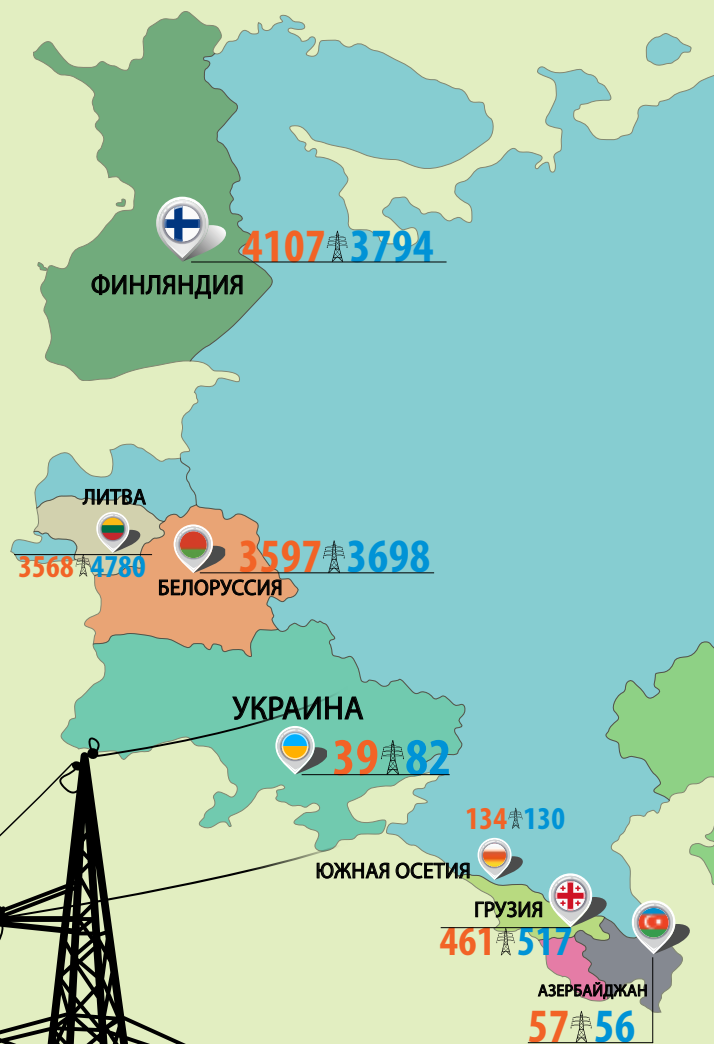 4107 3794
ФИНЛЯНДИЯ
ЛИТВА
3568 4780
3597 3698
БЕЛОРУССИЯ
УКРАИНА
39 82
134 130
ЮЖНАЯ ОСЕТИЯ
ГРУЗИЯ
461 517
АЗЕРБАЙДЖАН
57 56